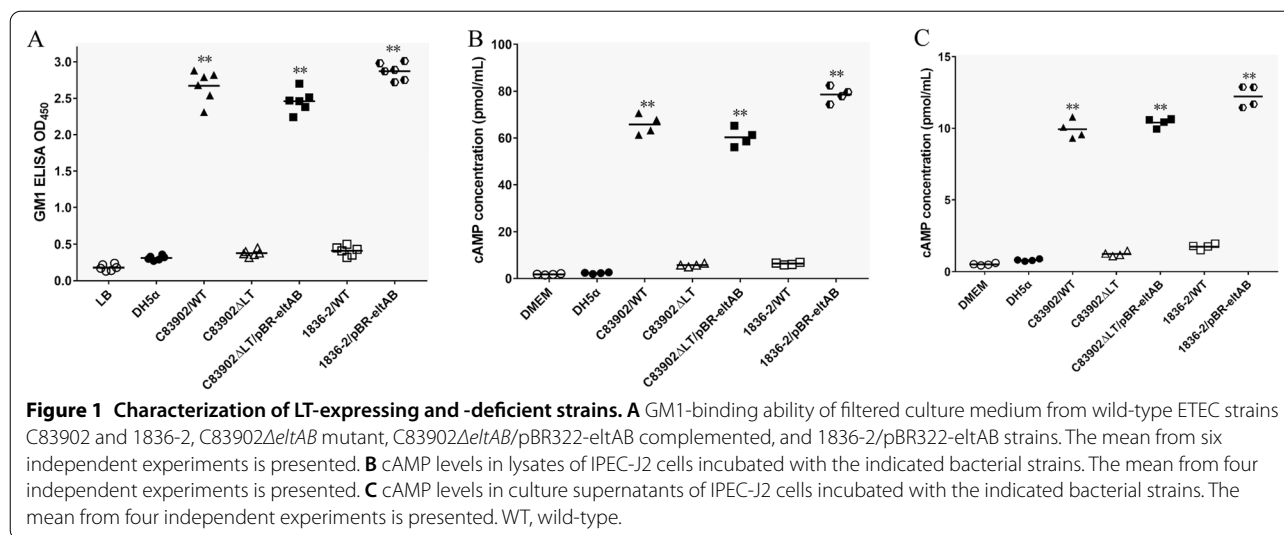 A
GM1 ELISA OD450
3.0
2.5
2.0
1.5
1.0
0.5
0.0
**
**
**
LB
DH5α
C83902/WT
C83902ΔLT
C83902ΔLT/pBR-eltAB
1836-2/WT
1836-2/pBR-eltAB
B
cAMP concentration (pmol/mL)
100
80
60
40
20
0
**
**
**
DMEM
DH5α
C83902/WT
C83902ΔLT
C83902ΔLT/pBR-eltAB
1836-2/WT
1836-2/pBR-eltAB
C
cAMP concentration (pmol/mL)
15
10
5
0
**
**
**
DMEM
DH5α
C83902/WT
C83902ΔLT
C83902ΔLT/pBR-eltAB
1836-2/WT
1836-2/pBR-eltAB
Figure 1 Characterization of LT-expressing and -deficient strains. A GM1-binding ability of filtered culture medium from wild-type ETEC strains
C83902 and 1836-2, C83902ΔeltAB mutant, C83902ΔeltAB/pBR322-eltAB complemented, and 1836-2/pBR322-eltAB strains. The mean from six
independent experiments is presented. B cAMP levels in lysates of IPEC-J2 cells incubated with the indicated bacterial strains. The mean from four
independent experiments is presented. C cAMP levels in culture supernatants of IPEC-J2 cells incubated with the indicated bacterial strains. The
mean from four independent experiments is presented. WT, wild-type.